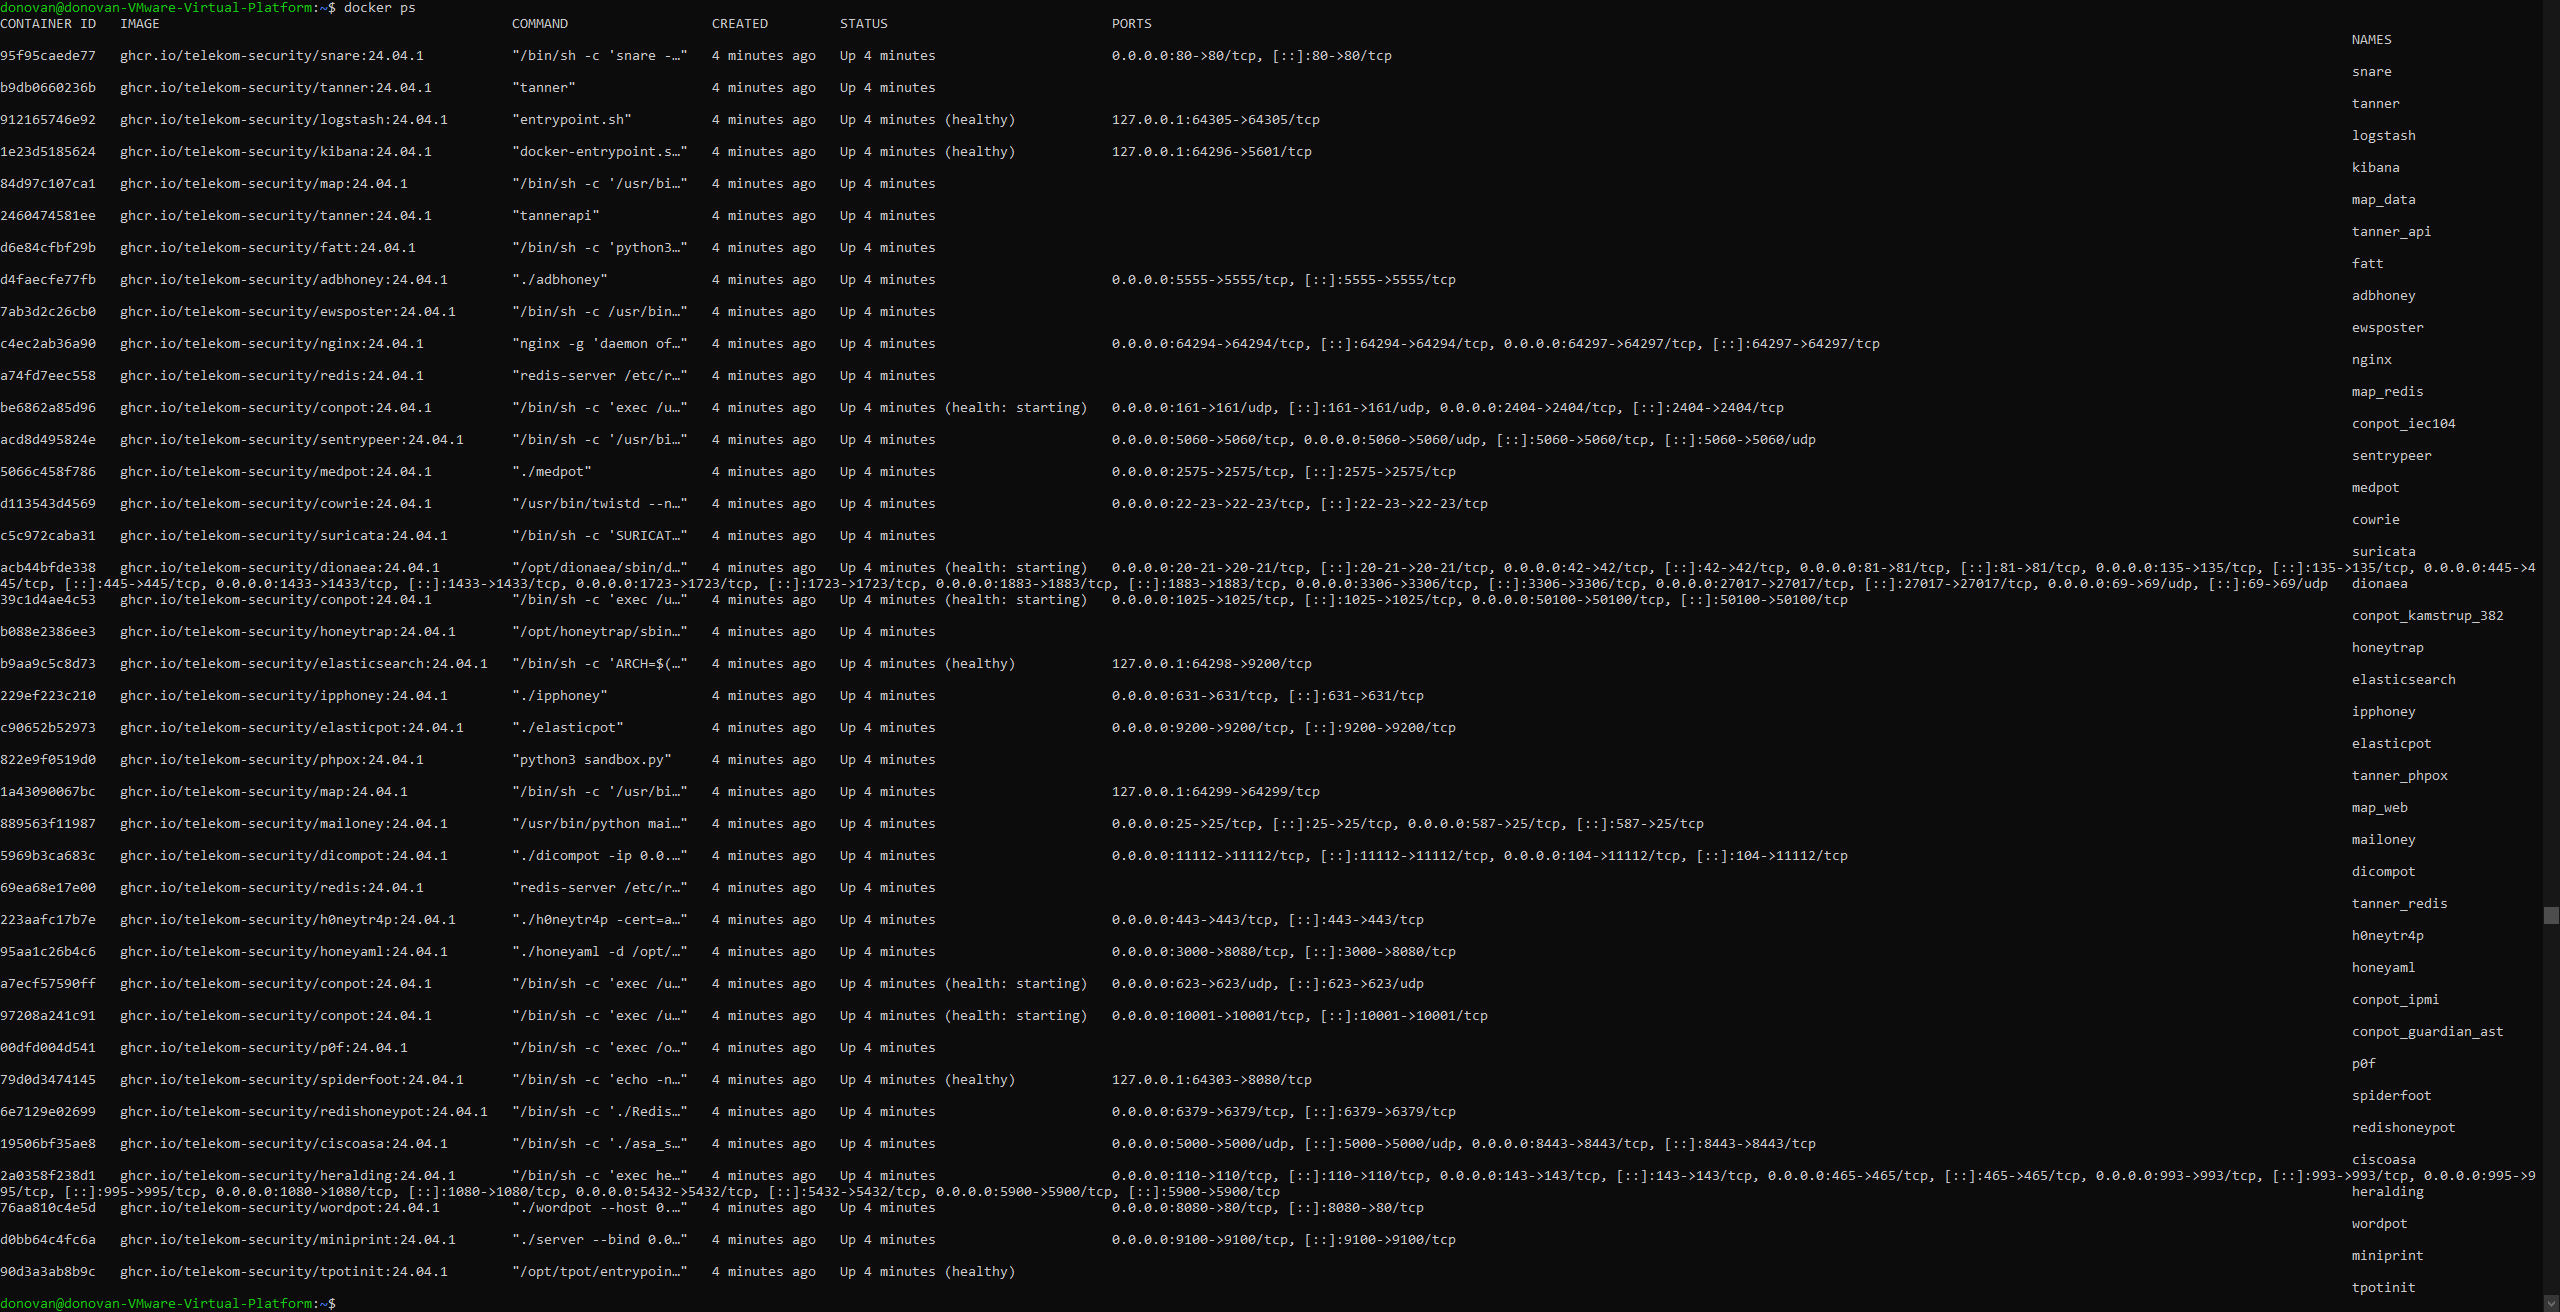 donovan@donovan-VMware-Virtual-Platform:~$ docker ps
CONTAINER ID   IMAGE                                            COMMAND                  CREATED         STATUS                            PORTS
NAMES
95f95caede77   ghcr.io/telekom-security/snare:24.04.1           "/bin/sh -c 'snare -…"   4 minutes ago   Up 4 minutes                      0.0.0.0:80->80/tcp, [::]:80->80/tcp
snare
b9db0660236b   ghcr.io/telekom-security/tanner:24.04.1          "tanner"                 4 minutes ago   Up 4 minutes
tanner
912165746e92   ghcr.io/telekom-security/logstash:24.04.1        "entrypoint.sh"          4 minutes ago   Up 4 minutes (healthy)            127.0.0.1:64305->64305/tcp
logstash
1e23d5185624   ghcr.io/telekom-security/kibana:24.04.1          "docker-entrypoint.s…"   4 minutes ago   Up 4 minutes (healthy)            127.0.0.1:64296->5601/tcp
kibana
84d97c107ca1   ghcr.io/telekom-security/map:24.04.1             "/bin/sh -c '/usr/bi…"   4 minutes ago   Up 4 minutes
map_data
2460474581ee   ghcr.io/telekom-security/tanner:24.04.1          "tannerapi"              4 minutes ago   Up 4 minutes
tanner_api
d6e84cfbf29b   ghcr.io/telekom-security/fatt:24.04.1            "/bin/sh -c 'python3…"   4 minutes ago   Up 4 minutes
fatt
d4faecfe77fb   ghcr.io/telekom-security/adbhoney:24.04.1        "./adbhoney"             4 minutes ago   Up 4 minutes                      0.0.0.0:5555->5555/tcp, [::]:5555->5555/tcp
adbhoney
7ab3d2c26cb0   ghcr.io/telekom-security/ewsposter:24.04.1       "/bin/sh -c /usr/bin…"   4 minutes ago   Up 4 minutes
ewsposter
c4ec2ab36a90   ghcr.io/telekom-security/nginx:24.04.1           "nginx -g 'daemon of…"   4 minutes ago   Up 4 minutes                      0.0.0.0:64294->64294/tcp, [::]:64294->64294/tcp, 0.0.0.0:64297->64297/tcp, [::]:64297->64297/tcp
nginx
a74fd7eec558   ghcr.io/telekom-security/redis:24.04.1           "redis-server /etc/r…"   4 minutes ago   Up 4 minutes
map_redis
be6862a85d96   ghcr.io/telekom-security/conpot:24.04.1          "/bin/sh -c 'exec /u…"   4 minutes ago   Up 4 minutes (health: starting)   0.0.0.0:161->161/udp, [::]:161->161/udp, 0.0.0.0:2404->2404/tcp, [::]:2404->2404/tcp
conpot_iec104
acd8d495824e   ghcr.io/telekom-security/sentrypeer:24.04.1      "/bin/sh -c '/usr/bi…"   4 minutes ago   Up 4 minutes                      0.0.0.0:5060->5060/tcp, 0.0.0.0:5060->5060/udp, [::]:5060->5060/tcp, [::]:5060->5060/udp
sentrypeer
5066c458f786   ghcr.io/telekom-security/medpot:24.04.1          "./medpot"               4 minutes ago   Up 4 minutes                      0.0.0.0:2575->2575/tcp, [::]:2575->2575/tcp
medpot
d113543d4569   ghcr.io/telekom-security/cowrie:24.04.1          "/usr/bin/twistd --n…"   4 minutes ago   Up 4 minutes                      0.0.0.0:22-23->22-23/tcp, [::]:22-23->22-23/tcp
cowrie
c5c972caba31   ghcr.io/telekom-security/suricata:24.04.1        "/bin/sh -c 'SURICAT…"   4 minutes ago   Up 4 minutes
suricata
acb44bfde338   ghcr.io/telekom-security/dionaea:24.04.1         "/opt/dionaea/sbin/d…"   4 minutes ago   Up 4 minutes (health: starting)   0.0.0.0:20-21->20-21/tcp, [::]:20-21->20-21/tcp, 0.0.0.0:42->42/tcp, [::]:42->42/tcp, 0.0.0.0:81->81/tcp, [::]:81->81/tcp, 0.0.0.0:135->135/tcp, [::]:135->135/tcp, 0.0.0.0:445->4
45/tcp, [::]:445->445/tcp, 0.0.0.0:1433->1433/tcp, [::]:1433->1433/tcp, 0.0.0.0:1723->1723/tcp, [::]:1723->1723/tcp, 0.0.0.0:1883->1883/tcp, [::]:1883->1883/tcp, 0.0.0.0:3306->3306/tcp, [::]:3306->3306/tcp, 0.0.0.0:27017->27017/tcp, [::]:27017->27017/tcp, 0.0.0.0:69->69/udp, [::]:69->69/udp   dionaea
39c1d4ae4c53   ghcr.io/telekom-security/conpot:24.04.1          "/bin/sh -c 'exec /u…"   4 minutes ago   Up 4 minutes (health: starting)   0.0.0.0:1025->1025/tcp, [::]:1025->1025/tcp, 0.0.0.0:50100->50100/tcp, [::]:50100->50100/tcp
conpot_kamstrup_382
b088e2386ee3   ghcr.io/telekom-security/honeytrap:24.04.1       "/opt/honeytrap/sbin…"   4 minutes ago   Up 4 minutes
honeytrap
b9aa9c5c8d73   ghcr.io/telekom-security/elasticsearch:24.04.1   "/bin/sh -c 'ARCH=$(…"   4 minutes ago   Up 4 minutes (healthy)            127.0.0.1:64298->9200/tcp
elasticsearch
229ef223c210   ghcr.io/telekom-security/ipphoney:24.04.1        "./ipphoney"             4 minutes ago   Up 4 minutes                      0.0.0.0:631->631/tcp, [::]:631->631/tcp
ipphoney
c90652b52973   ghcr.io/telekom-security/elasticpot:24.04.1      "./elasticpot"           4 minutes ago   Up 4 minutes                      0.0.0.0:9200->9200/tcp, [::]:9200->9200/tcp
elasticpot
822e9f0519d0   ghcr.io/telekom-security/phpox:24.04.1           "python3 sandbox.py"     4 minutes ago   Up 4 minutes
tanner_phpox
1a43090067bc   ghcr.io/telekom-security/map:24.04.1             "/bin/sh -c '/usr/bi…"   4 minutes ago   Up 4 minutes                      127.0.0.1:64299->64299/tcp
map_web
889563f11987   ghcr.io/telekom-security/mailoney:24.04.1        "/usr/bin/python mai…"   4 minutes ago   Up 4 minutes                      0.0.0.0:25->25/tcp, [::]:25->25/tcp, 0.0.0.0:587->25/tcp, [::]:587->25/tcp
mailoney
5969b3ca683c   ghcr.io/telekom-security/dicompot:24.04.1        "./dicompot -ip 0.0.…"   4 minutes ago   Up 4 minutes                      0.0.0.0:11112->11112/tcp, [::]:11112->11112/tcp, 0.0.0.0:104->11112/tcp, [::]:104->11112/tcp
dicompot
69ea68e17e00   ghcr.io/telekom-security/redis:24.04.1           "redis-server /etc/r…"   4 minutes ago   Up 4 minutes
tanner_redis
223aafc17b7e   ghcr.io/telekom-security/h0neytr4p:24.04.1       "./h0neytr4p -cert=a…"   4 minutes ago   Up 4 minutes                      0.0.0.0:443->443/tcp, [::]:443->443/tcp
h0neytr4p
95aa1c26b4c6   ghcr.io/telekom-security/honeyaml:24.04.1        "./honeyaml -d /opt/…"   4 minutes ago   Up 4 minutes                      0.0.0.0:3000->8080/tcp, [::]:3000->8080/tcp
honeyaml
a7ecf57590ff   ghcr.io/telekom-security/conpot:24.04.1          "/bin/sh -c 'exec /u…"   4 minutes ago   Up 4 minutes (health: starting)   0.0.0.0:623->623/udp, [::]:623->623/udp
conpot_ipmi
97208a241c91   ghcr.io/telekom-security/conpot:24.04.1          "/bin/sh -c 'exec /u…"   4 minutes ago   Up 4 minutes (health: starting)   0.0.0.0:10001->10001/tcp, [::]:10001->10001/tcp
conpot_guardian_ast
00dfd004d541   ghcr.io/telekom-security/p0f:24.04.1             "/bin/sh -c 'exec /o…"   4 minutes ago   Up 4 minutes
p0f
79d0d3474145   ghcr.io/telekom-security/spiderfoot:24.04.1      "/bin/sh -c 'echo -n…"   4 minutes ago   Up 4 minutes (healthy)            127.0.0.1:64303->8080/tcp
spiderfoot
6e7129e02699   ghcr.io/telekom-security/redishoneypot:24.04.1   "/bin/sh -c './Redis…"   4 minutes ago   Up 4 minutes                      0.0.0.0:6379->6379/tcp, [::]:6379->6379/tcp
redishoneypot
19506bf35ae8   ghcr.io/telekom-security/ciscoasa:24.04.1        "/bin/sh -c './asa_s…"   4 minutes ago   Up 4 minutes                      0.0.0.0:5000->5000/udp, [::]:5000->5000/udp, 0.0.0.0:8443->8443/tcp, [::]:8443->8443/tcp
ciscoasa
2a0358f238d1   ghcr.io/telekom-security/heralding:24.04.1       "/bin/sh -c 'exec he…"   4 minutes ago   Up 4 minutes                      0.0.0.0:110->110/tcp, [::]:110->110/tcp, 0.0.0.0:143->143/tcp, [::]:143->143/tcp, 0.0.0.0:465->465/tcp, [::]:465->465/tcp, 0.0.0.0:993->993/tcp, [::]:993->993/tcp, 0.0.0.0:995->9
95/tcp, [::]:995->995/tcp, 0.0.0.0:1080->1080/tcp, [::]:1080->1080/tcp, 0.0.0.0:5432->5432/tcp, [::]:5432->5432/tcp, 0.0.0.0:5900->5900/tcp, [::]:5900->5900/tcp   heralding
76aa810c4e5d   ghcr.io/telekom-security/wordpot:24.04.1         "./wordpot --host 0.…"   4 minutes ago   Up 4 minutes                      0.0.0.0:8080->80/tcp, [::]:8080->80/tcp
wordpot
d0bb64c4fc6a   ghcr.io/telekom-security/miniprint:24.04.1       "./server --bind 0.0…"   4 minutes ago   Up 4 minutes                      0.0.0.0:9100->9100/tcp, [::]:9100->9100/tcp
miniprint
90d3a3ab8b9c   ghcr.io/telekom-security/tpotinit:24.04.1        "/opt/tpot/entrypoin…"   4 minutes ago   Up 4 minutes (healthy)
tpotinit
donovan@donovan-VMware-Virtual-Platform:~$